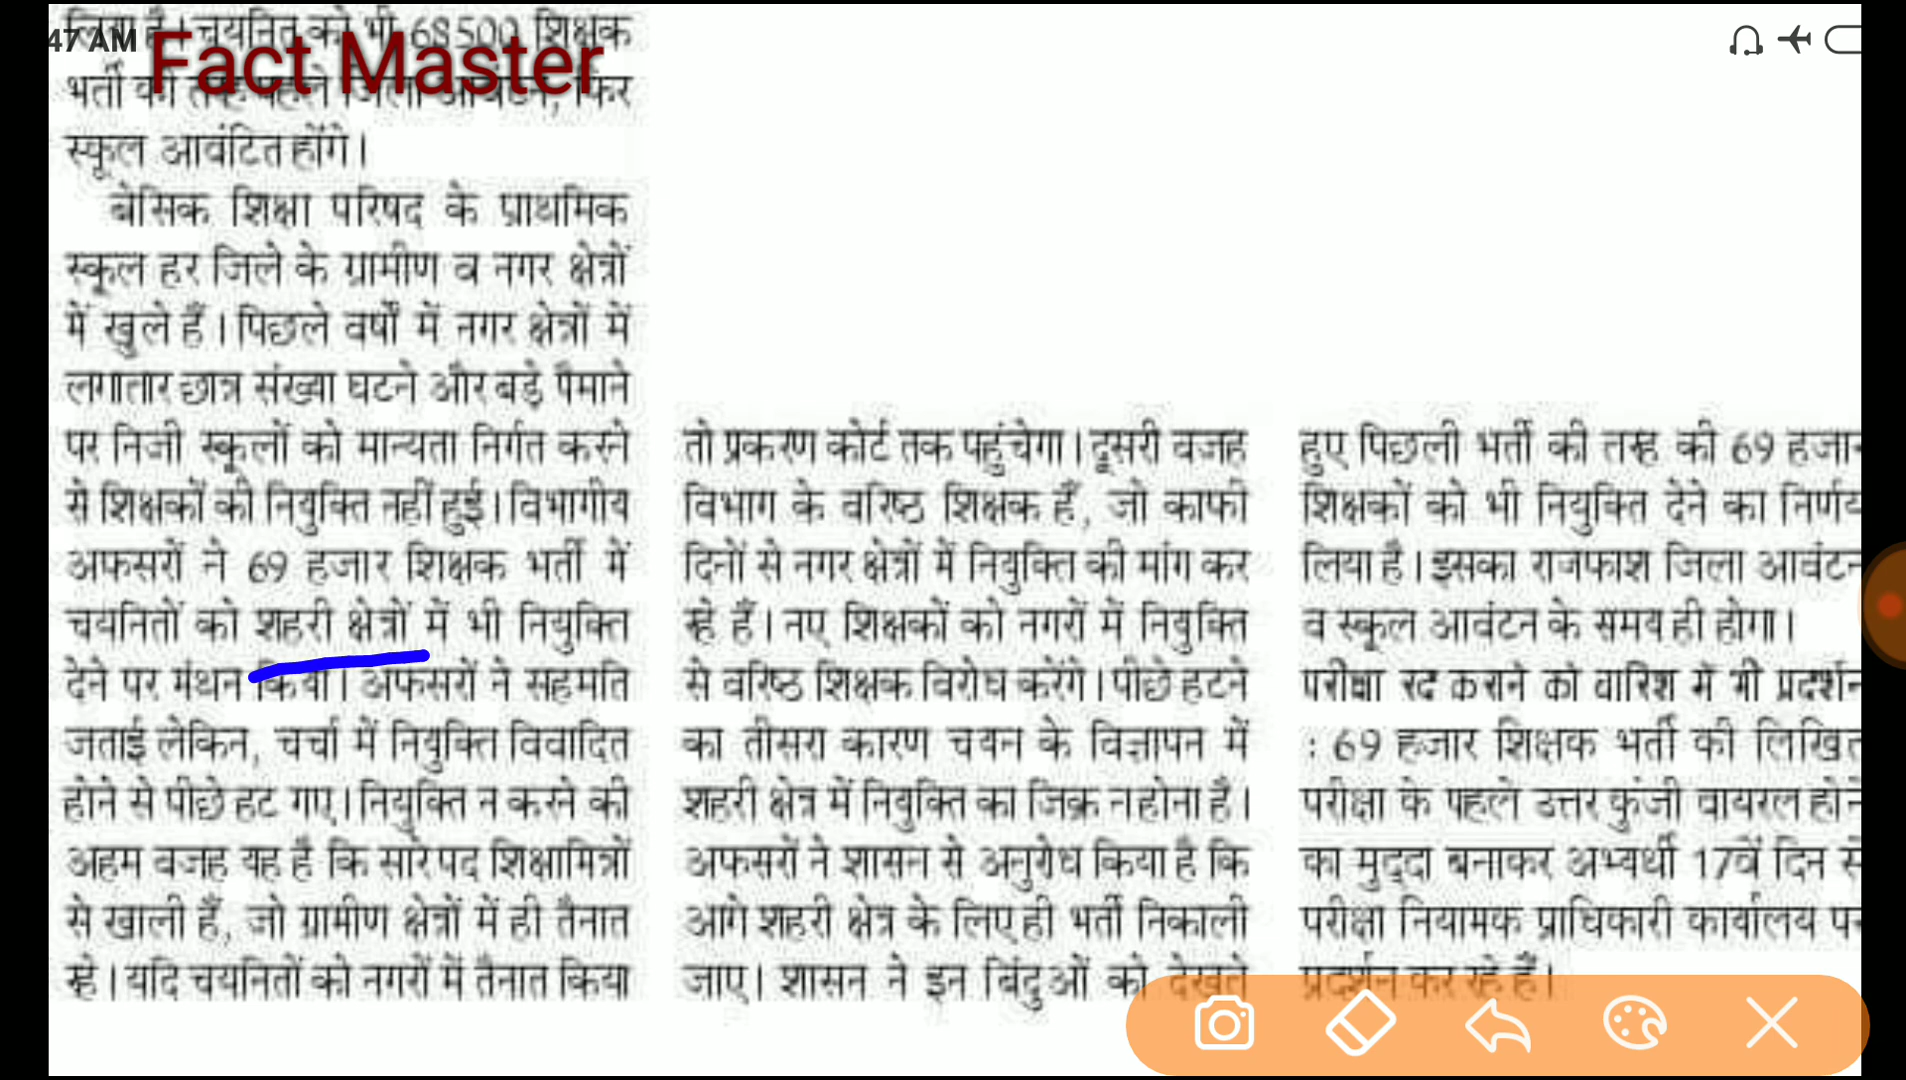 47 AM
Fact Master
लिया है। चयनित को भी 68500 शिक्षक
भर्ती की तरह पहले जिला आवंटन, फिर
स्कूल आवंटित होंगे।
बेसिक शिक्षा परिषद के प्राथमिक
स्कूल हर जिले के ग्रामीण व नगर क्षेत्रों
में खुले हैं। पिछले वर्षों में नगर क्षेत्रों में
लगातार छात्र संख्या घटने और बड़े पैमाने
पर निजी स्कूलों को मान्यता निर्गत करने
से शिक्षकों की नियुक्ति नहीं हुई। विभागीय
अफसरों ने 69 हजार शिक्षक भर्ती में
चयनितों को शहरी क्षेत्रों में भी नियुक्ति
देने पर मंथन किया। अफसरों ने सहमति
जताई लेकिन, चर्चा में नियुक्ति विवादित
होने से पीछे हट गए। नियुक्ति न करने की
अहम वजह यह है कि सारे पद शिक्षामित्रों
से खाली हैं, जो ग्रामीण क्षेत्रों में ही तैनात
रहे। यदि चयनितों को नगरों में तैनात किया
तो प्रकरण कोर्ट तक पहुंचेगा। दूसरी वजह
विभाग के वरिष्ठ शिक्षक हैं, जो काफी
दिनों से नगर क्षेत्रों में नियुक्ति की मांग कर
रहे हैं। नए शिक्षकों को नगरों में नियुक्ति
से वरिष्ठ शिक्षक विरोध करेंगे। पीछे हटने
का तीसरा कारण चयन के विज्ञापन में
शहरी क्षेत्र में नियुक्ति का जिक्र न होना है।
अफसरों ने शासन से अनुरोध किया है कि
आगे शहरी क्षेत्र के लिए ही भर्ती निकाली
जाए। शासन ने इन बिंदुओं को देखते
हुए पिछली भर्ती की तरह की 69 हजार
शिक्षकों को भी नियुक्ति देने का निर्णय
लिया है। इसका राजफाश जिला आवंटन
व स्कूल आवंटन के समय ही होगा।
परीक्षा रद कराने को बारिश में भी प्रदर्शन
: 69 हजार शिक्षक भर्ती की लिखित
परीक्षा के पहले उत्तर कुंजी वायरल होने
का मुद्दा बनाकर अभ्यर्थी 17वें दिन से
परीक्षा नियामक प्राधिकारी कार्यालय पर
प्रदर्शन कर रहे हैं।